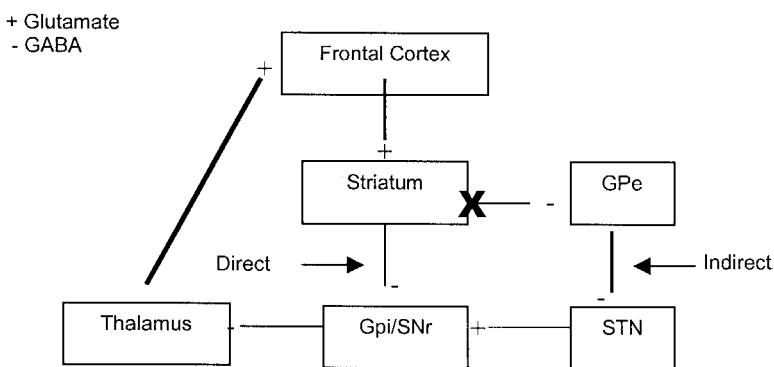 + Glutamate
- GABA
+
Frontal Cortex
+
Striatum
X
-
GPe
Direct
-
Indirect
-
Thalamus
-
Gpi/SNr
+
STN